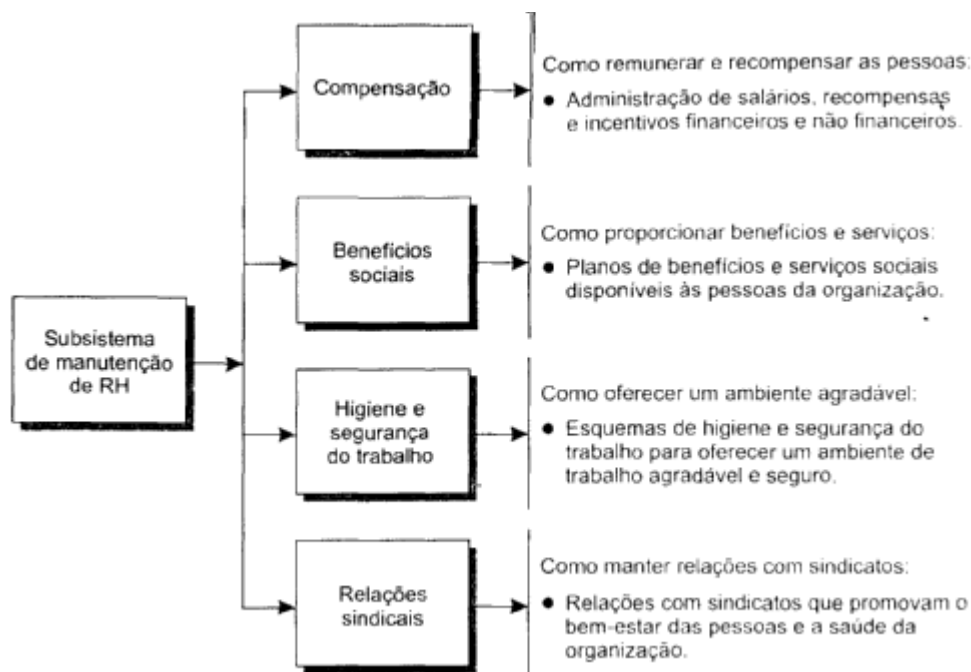 Subsistema
de manutenção
de RH
Compensação
Como remunerar e recompensar as pessoas:
● Administração de salários, recompensas
e incentivos financeiros e não financeiros.
Benefícios
sociais
Como proporcionar benefícios e serviços:
● Planos de benefícios e serviços sociais
disponíveis às pessoas da organização.
Higiene e
segurança
do trabalho
Como oferecer um ambiente agradável:
● Esquemas de higiene e segurança do
trabalho para oferecer um ambiente de
trabalho agradável e seguro.
Relações
sindicais
Como manter relações com sindicatos:
● Relações com sindicatos que promovam o
bem-estar das pessoas e a saúde da
organização.